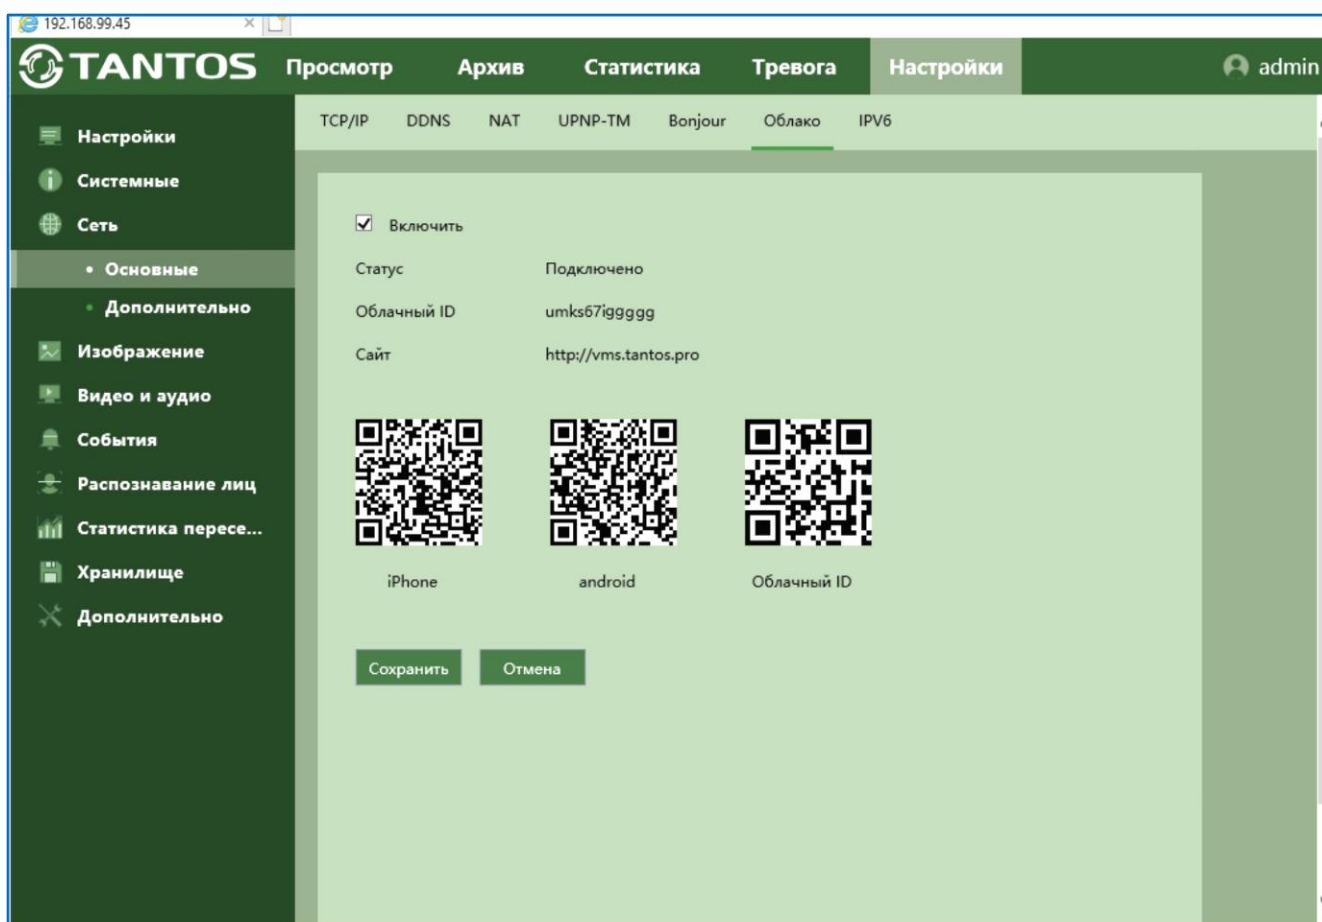 192.168.99.45
TANTOS Просмотр Архив Статистика Тревога Настройки admin
TCP/IP DDNS NAT UPNP-TM Bonjour Облако IPV6
Настройки
Системные
Сеть
Основные
Дополнительно
Изображение
Видео и аудио
События
Распознавание лиц
Статистика пересе...
Хранилище
Дополнительно
Включить
Статус Подключено
Облачный ID umks67iggggg
Сайт http://vms.tantos.pro
iPhone android Облачный ID
Сохранить Отмена